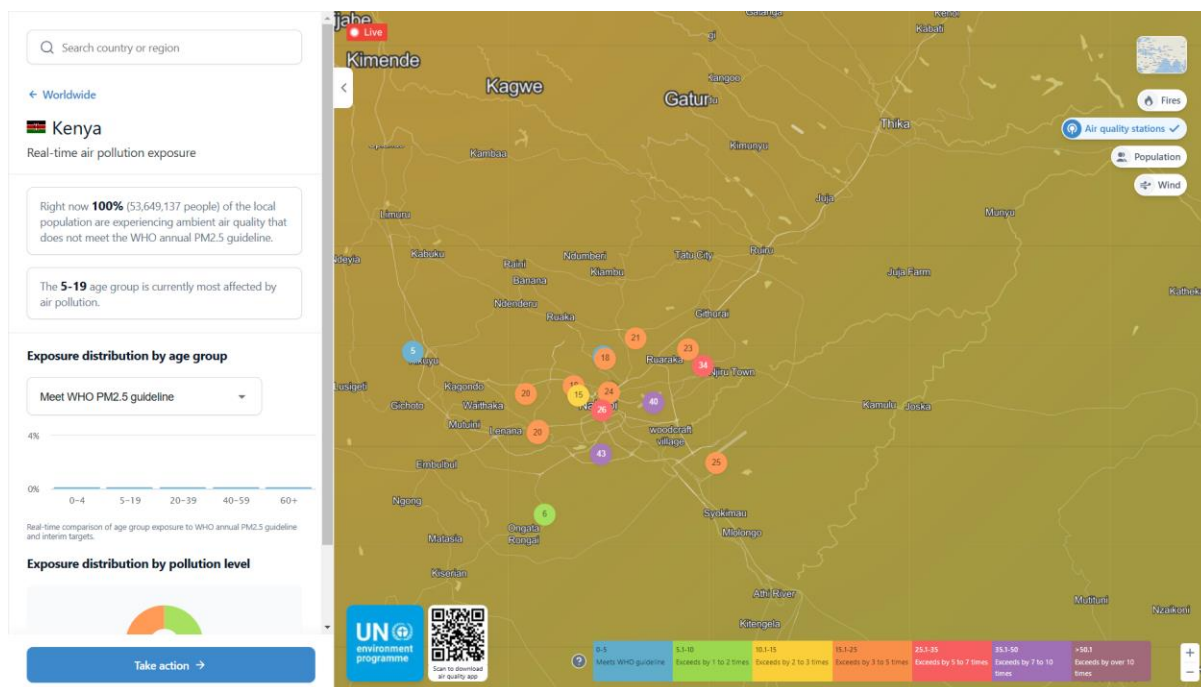 Search country or region
← Worldwide
Kenya
Real-time air pollution exposure
Right now 100% (53,649,137 people) of the local
population are experiencing ambient air quality that
does not meet the WHO annual PM2.5 guideline.
The 5-19 age group is currently most affected by
air pollution.
Exposure distribution by age group
Meet WHO PM2.5 guideline
4%
0%
0-4 5-19 20-39 40-59 60+
Real-time comparison of age group exposure to WHO annual PM2.5 guideline
and interim targets.
Exposure distribution by pollution level
Take action →
Live
Kimende
Kagwe
Kambaa
Kimunyu
Thika
Kabati
Limuru
Juja
Munyu
Kabuku
Ndumberi
Tatu City
Ruiru
Raini
Kiambu
Juja Farm
Banana
Ndenderu
Ruaka
Githurai
21
5
18
Ruaraka
23
34
Njiru Town
Lusigeti
Kagondo
20
15
24
26
40
Gichoto
Waithaka
Kamulu
Joska
Mutuini
Lenana
20
woodcraft
village
43
25
Embulbul
Ngong
6
Syokimau
Ongata
Rongai
Matasia
Mlolongo
Kiserian
Athi River
Mutituni
Nzaikoni
Kitengela
Fires
Air quality stations ✓
Population
Wind
UN
environment
programme
Scan to download
air quality app
?
0-5
Meets WHO guideline
5.1-10
Exceeds by 1 to 2 times
10.1-15
Exceeds by 2 to 3 times
15.1-25
Exceeds by 3 to 5 times
25.1-35
Exceeds by 5 to 7 times
35.1-50
Exceeds by 7 to 10
times
>50.1
Exceeds by over 10
times
+
−